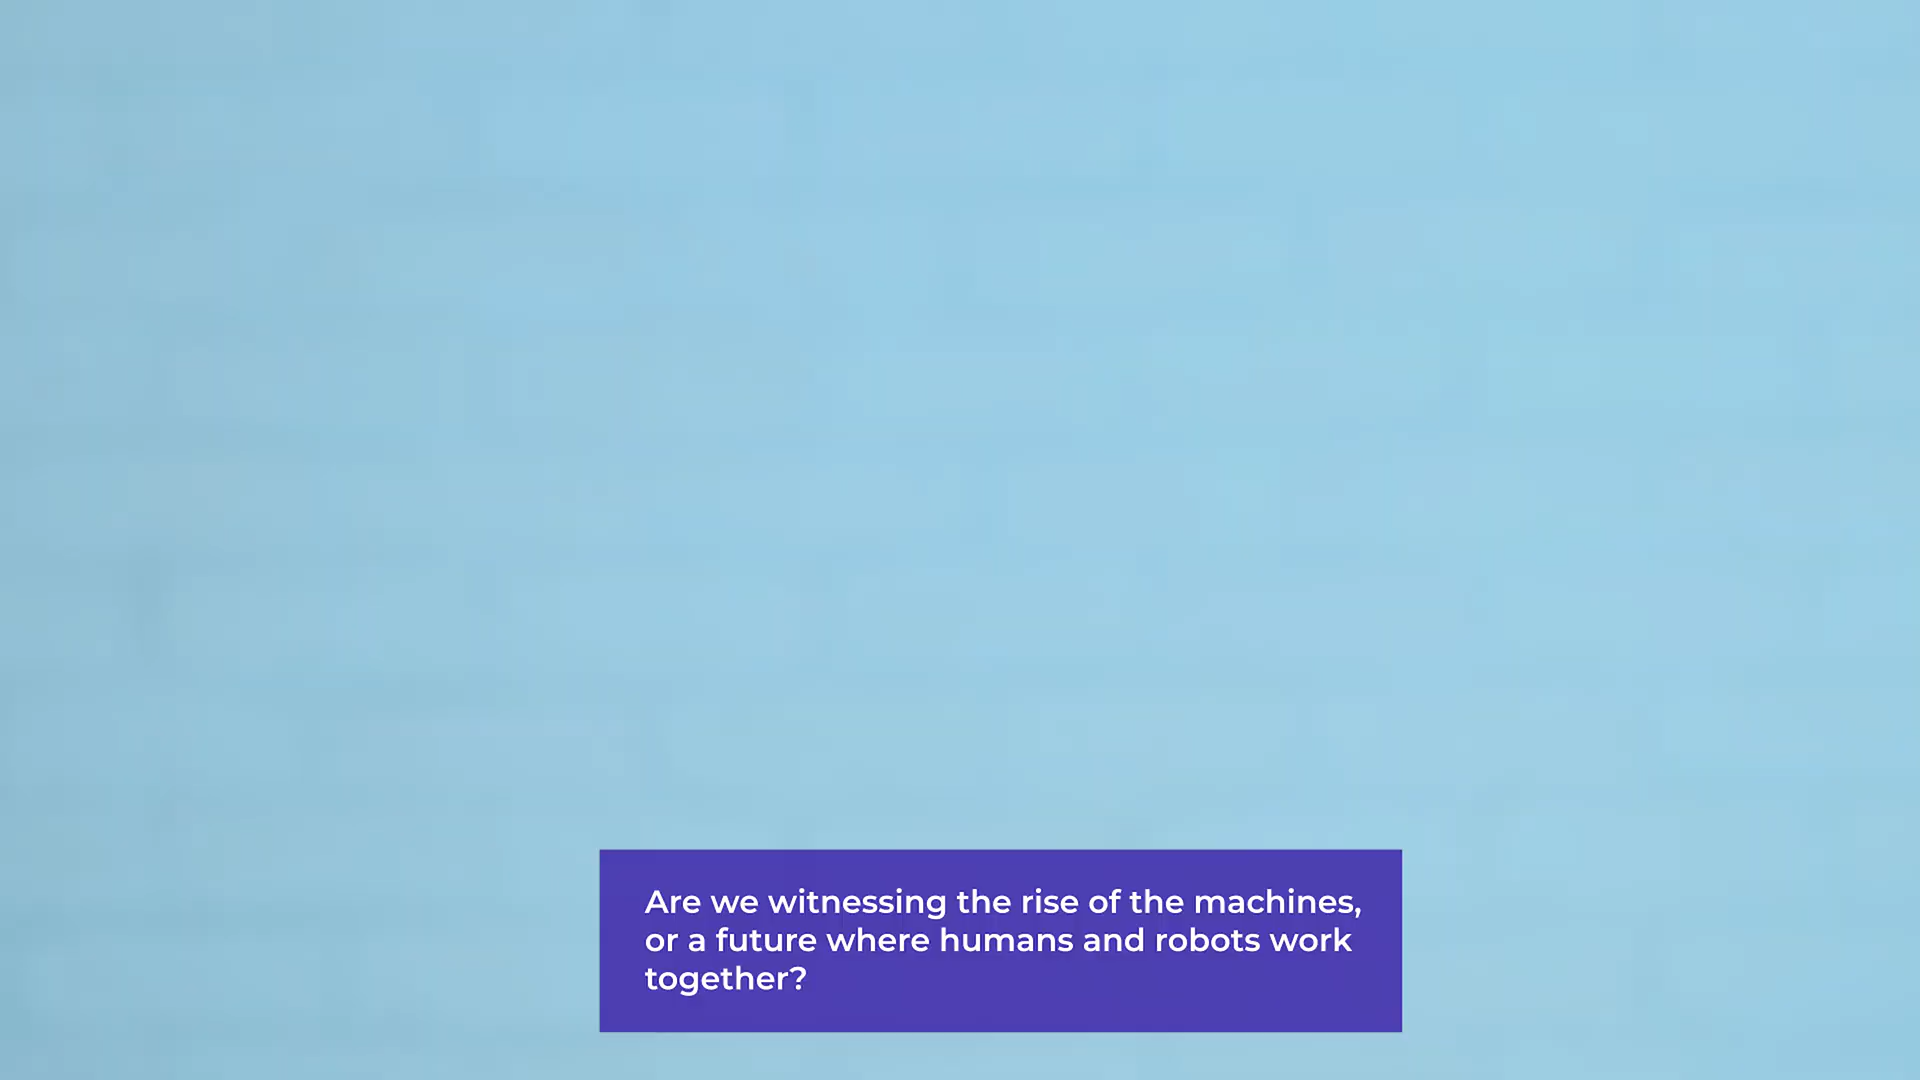 Are we witnessing the rise of the machines,
or a future where humans and robots work
together?